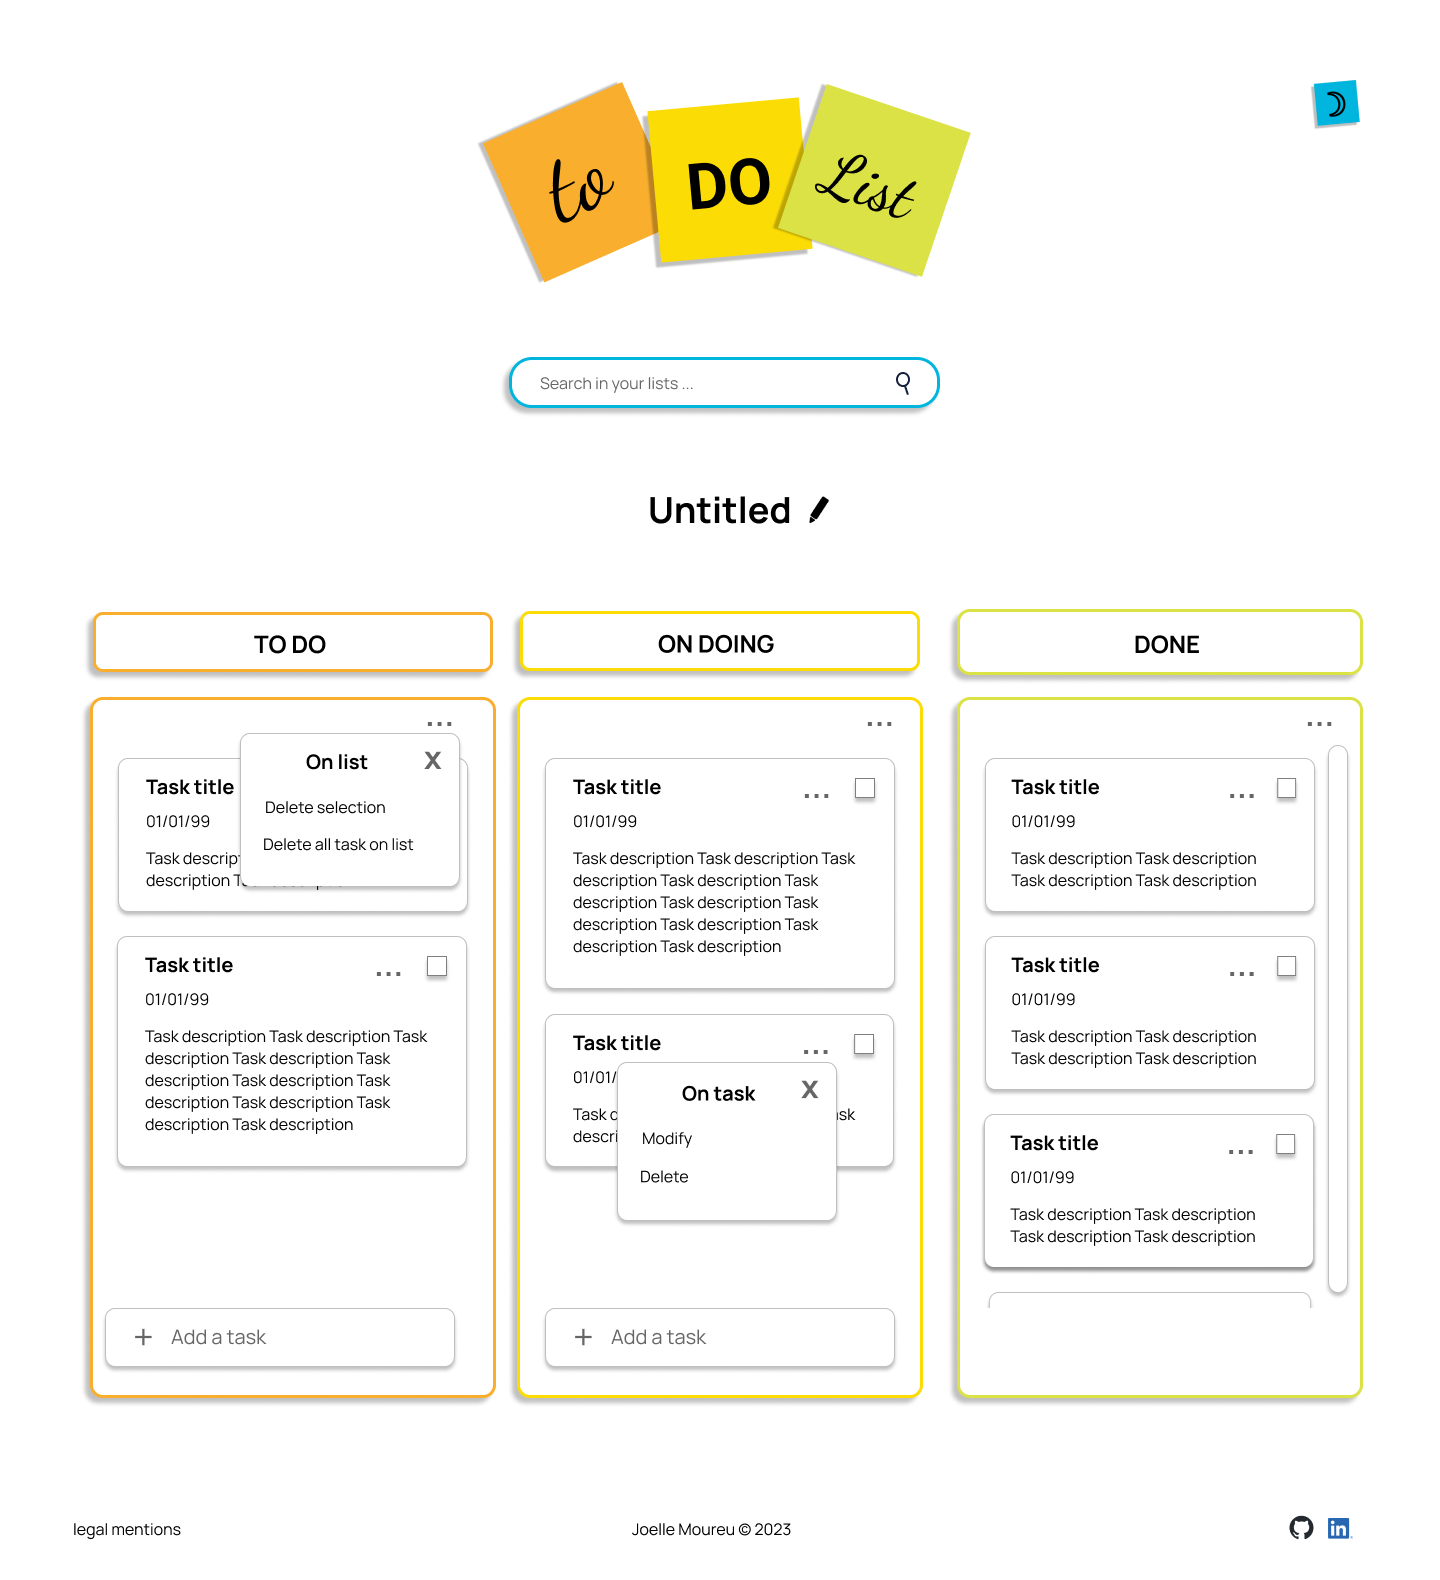 to
DO
List
Search in your lists ...
Untitled
TO DO
ON DOING
DONE
...
On list
X
Delete selection
Delete all task on list
Task title
01/01/99
Task descrip
description
Task title
...
01/01/99
Task description Task description Task
description Task description Task
description Task description Task
description Task description Task
description Task description
+ Add a task
...
Task title
...
01/01/99
Task description Task description Task
description Task description Task
description Task description Task
description Task description Task
description Task description
Task title
...
01/01/
Task
On task
X
Modify
Delete
+ Add a task
...
Task title
...
01/01/99
Task description Task description
Task description Task description
Task title
...
01/01/99
Task description Task description
Task description Task description
Task title
...
01/01/99
Task description Task description
Task description Task description
legal mentions
Joelle Moureu © 2023
in